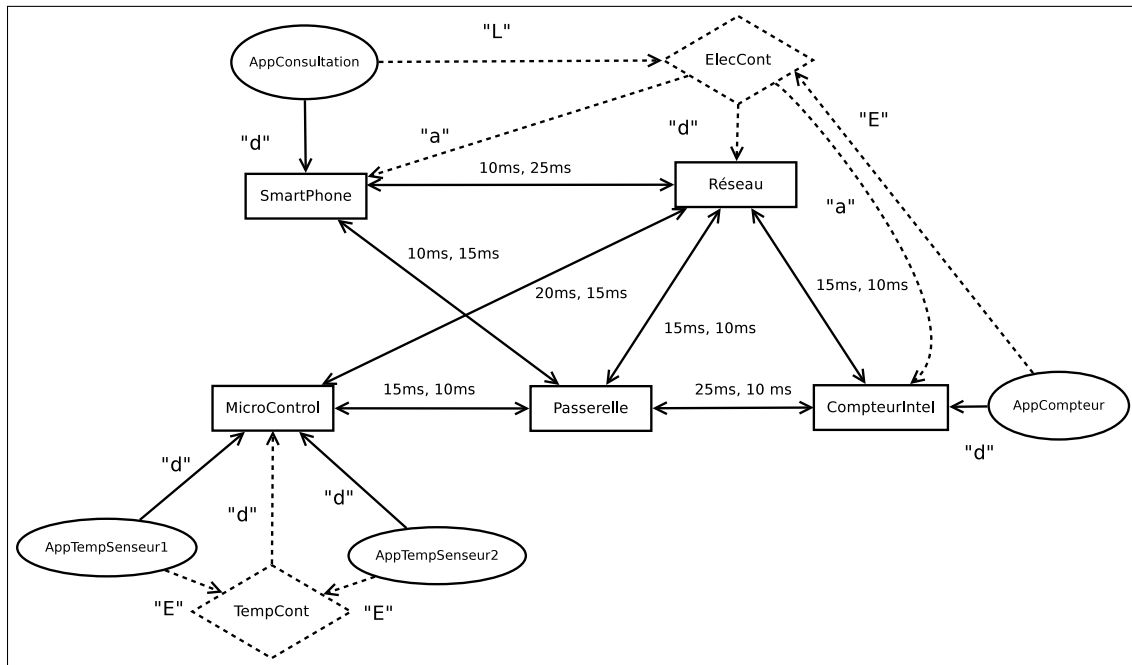 "L"
ElecCont
AppConsultation
"E"
"d"
"a"
"d"
10ms, 25ms
SmartPhone
Réseau
"a"
10ms, 15ms
20ms, 15ms
15ms, 10ms
15ms, 10ms
15ms, 10ms
25ms, 10 ms
MicroControl
Passerelle
CompteurIntel
AppCompteur
"d"
"d"
"d"
"d"
AppTempSenseur1
AppTempSenseur2
"E"
TempCont
"E"